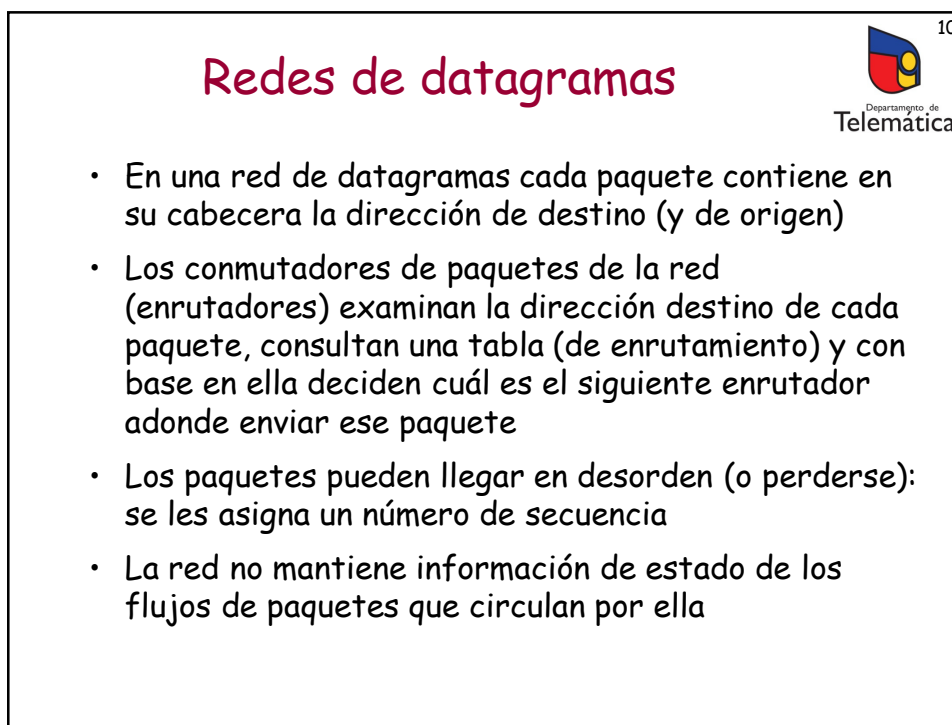 10
Redes de datagramas
Departamento de
Telemática
• En una red de datagramas cada paquete contiene en
su cabecera la dirección de destino (y de origen)
• Los conmutadores de paquetes de la red
(enrutadores) examinan la dirección destino de cada
paquete, consultan una tabla (de enrutamiento) y con
base en ella deciden cuál es el siguiente enrutador
adonde enviar ese paquete
• Los paquetes pueden llegar en desorden (o perderse):
se les asigna un número de secuencia
• La red no mantiene información de estado de los
flujos de paquetes que circulan por ella